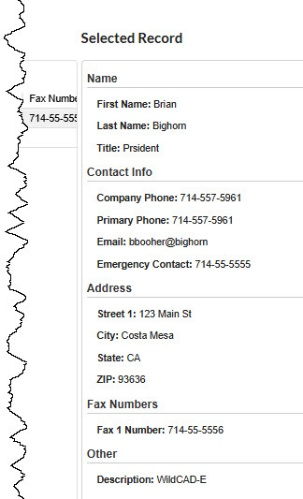 Selected Record
Name
Fax Numbe
First Name: Brian
714-55-555
Last Name: Bighorn
Title: Prsident
Contact Info
Company Phone: 714-557-5961
Primary Phone: 714-557-5961
Email: bbooher@bighorn
Emergency Contact: 714-55-5555
Address
Street 1: 123 Main St
City: Costa Mesa
State: CA
ZIP: 93636
Fax Numbers
Fax 1 Number: 714-55-5556
Other
Description: WildCAD-E